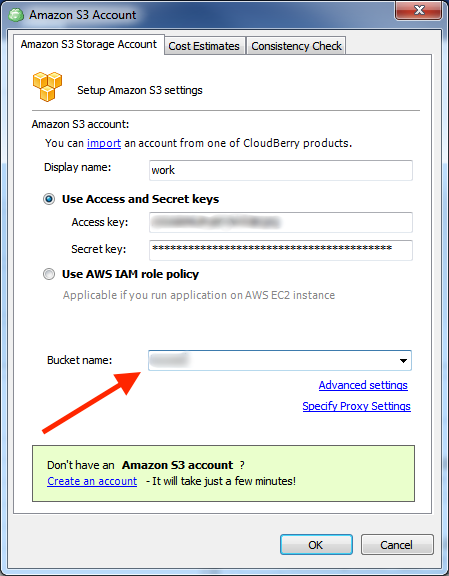 Amazon S3 Account
Amazon S3 Storage Account Cost Estimates Consistency Check
Setup Amazon S3 settings
Amazon S3 account:
You can import an account from one of CloudBerry products.
Display name: work
Use Access and Secret keys
Access key:
Secret key: ****************************************
Use AWS IAM role policy
Applicable if you run application on AWS EC2 instance
Bucket name:
Advanced settings
Specify Proxy Settings
Don't have an Amazon S3 account ?
Create an account - It will take just a few minutes!
OK Cancel